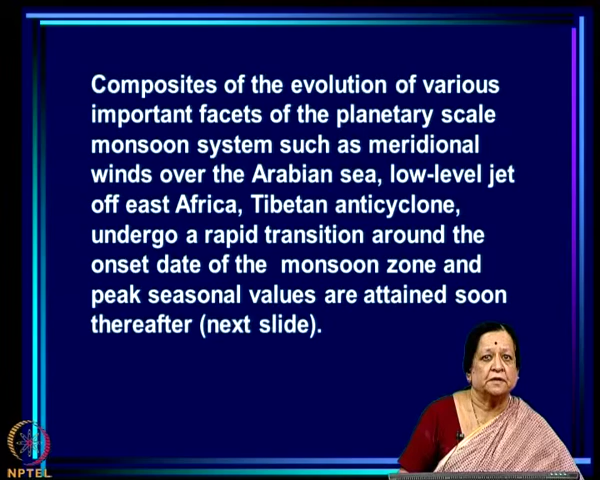 Composites of the evolution of various
important facets of the planetary scale
monsoon system such as meridional
winds over the Arabian sea, low-level jet
off east Africa, Tibetan anticyclone,
undergo a rapid transition around the
onset date of the  monsoon zone and
peak seasonal values are attained soon
thereafter (next slide).
NPTEL